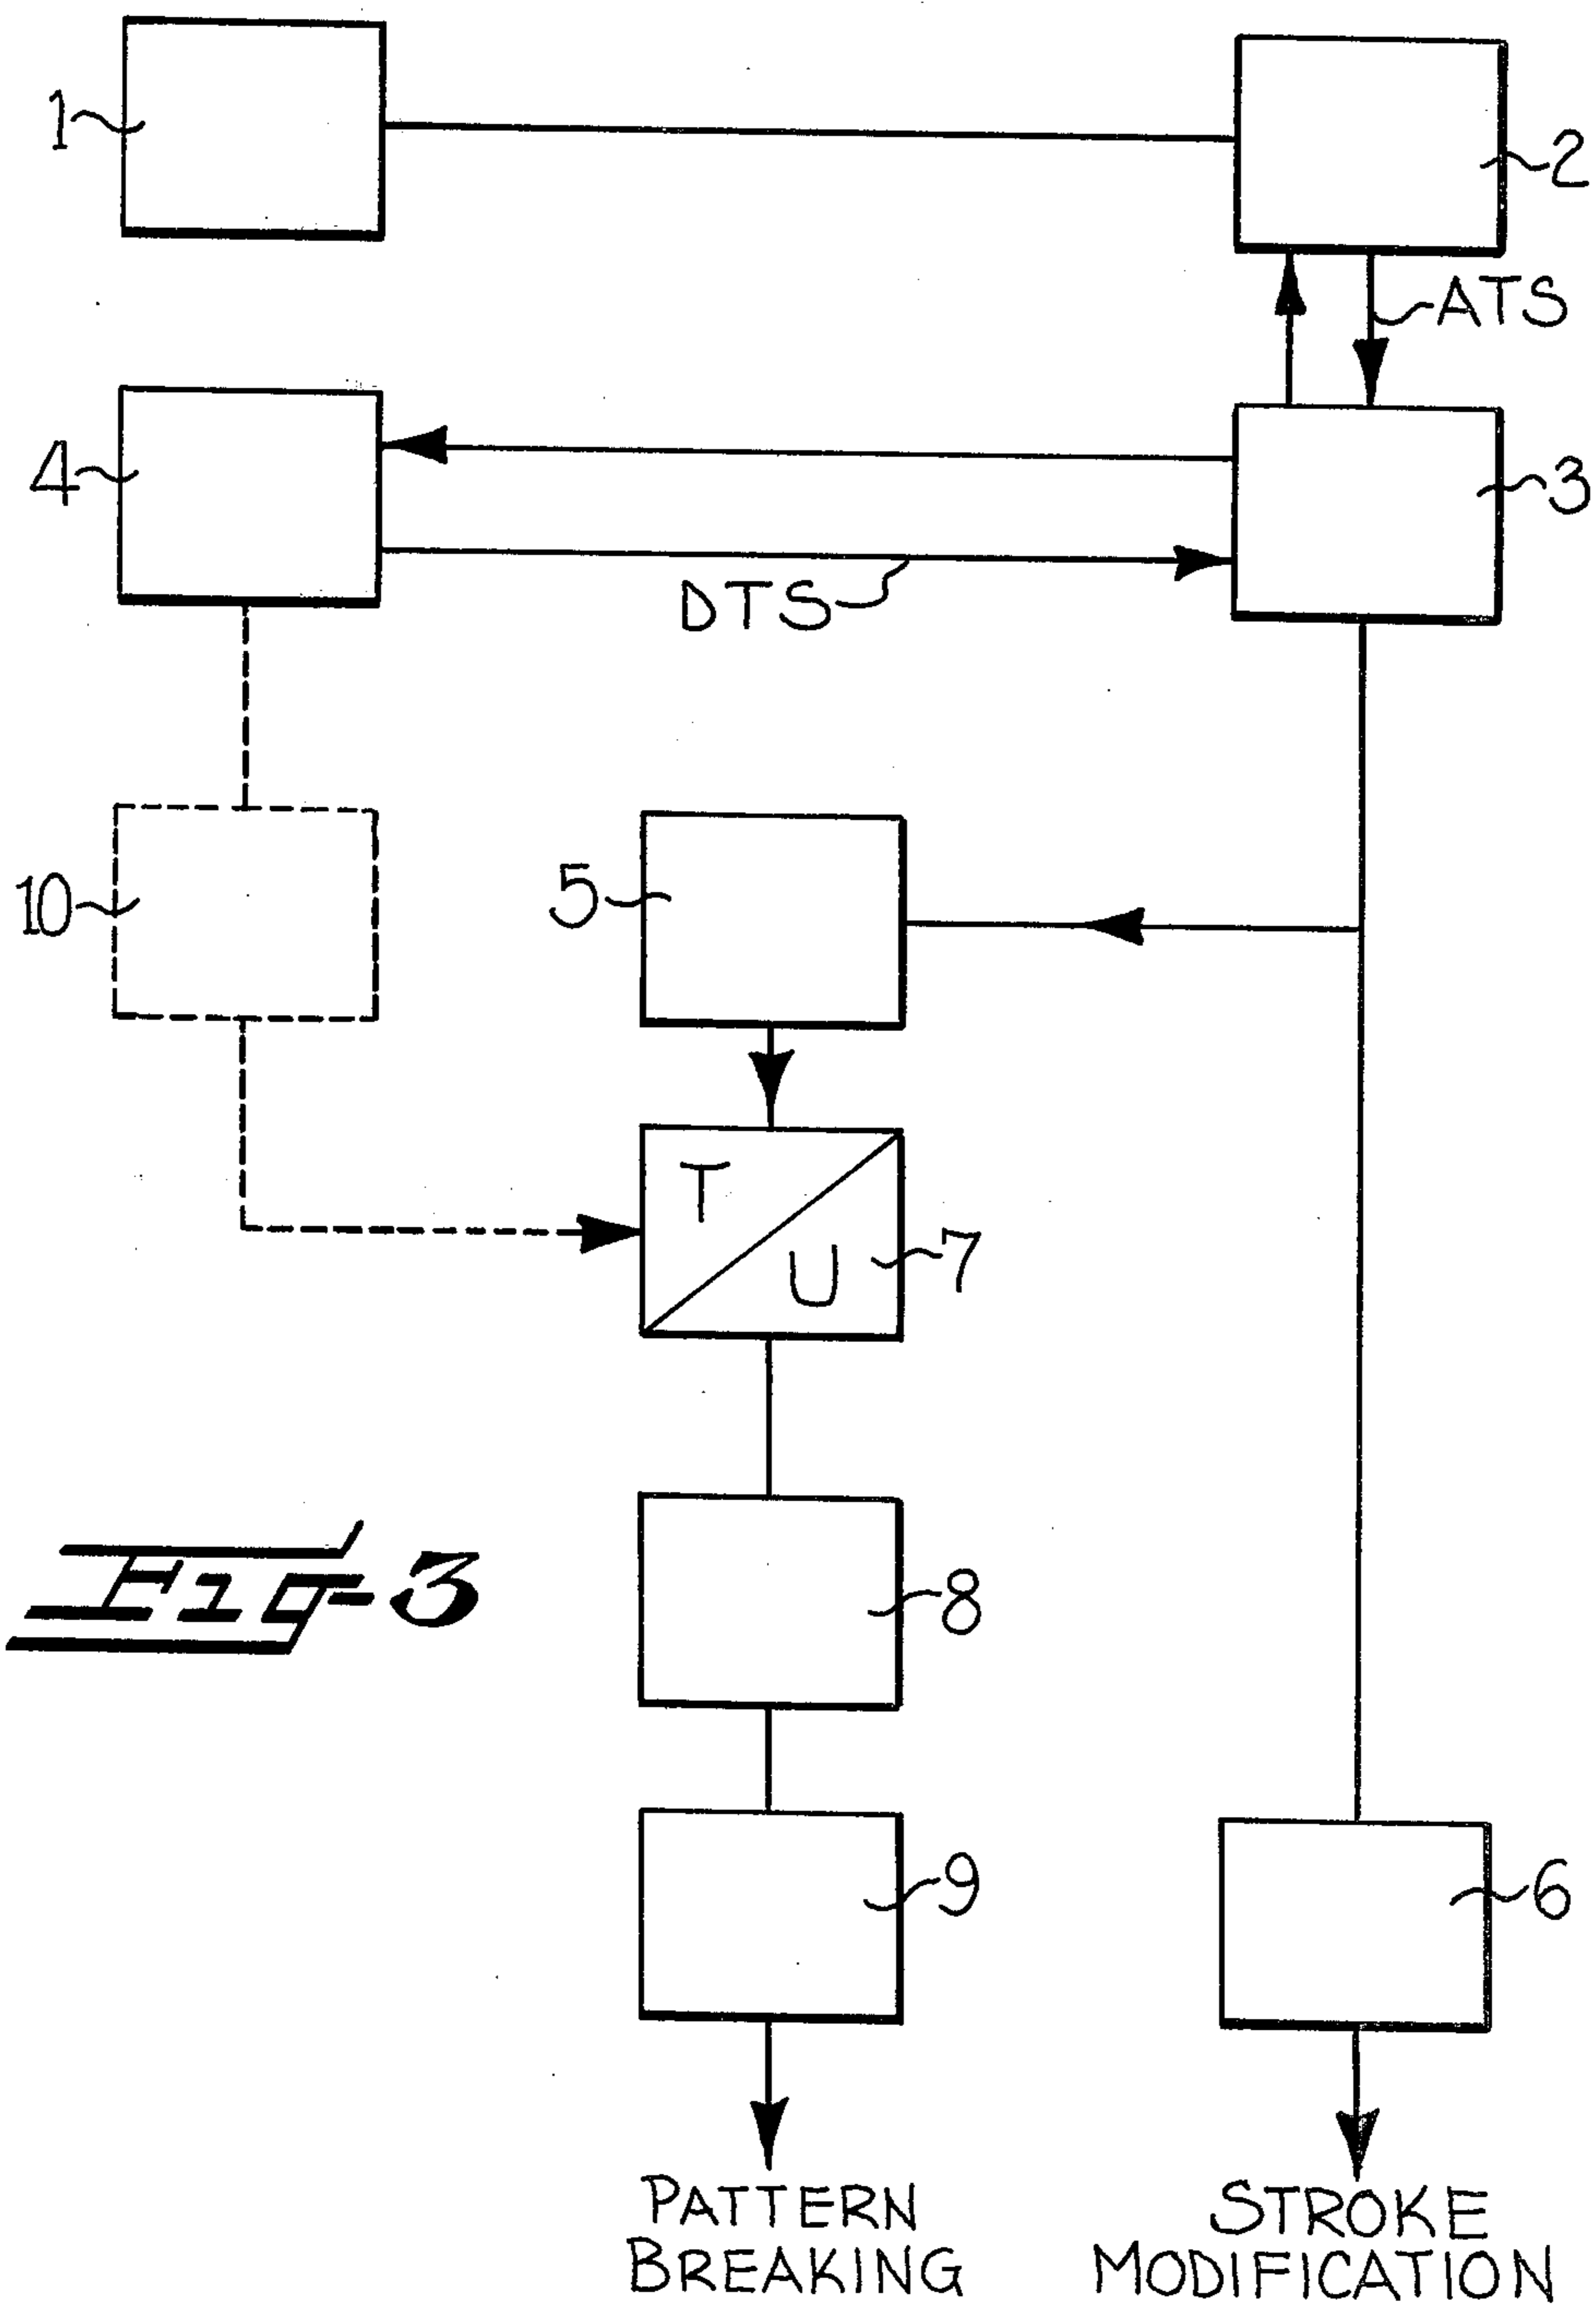 1
2
ATS
4
3
DTS
10
5
T
U
7
Fig-3
8
9
6
PATTERN
BREAKING
STROKE
MODIFICATION